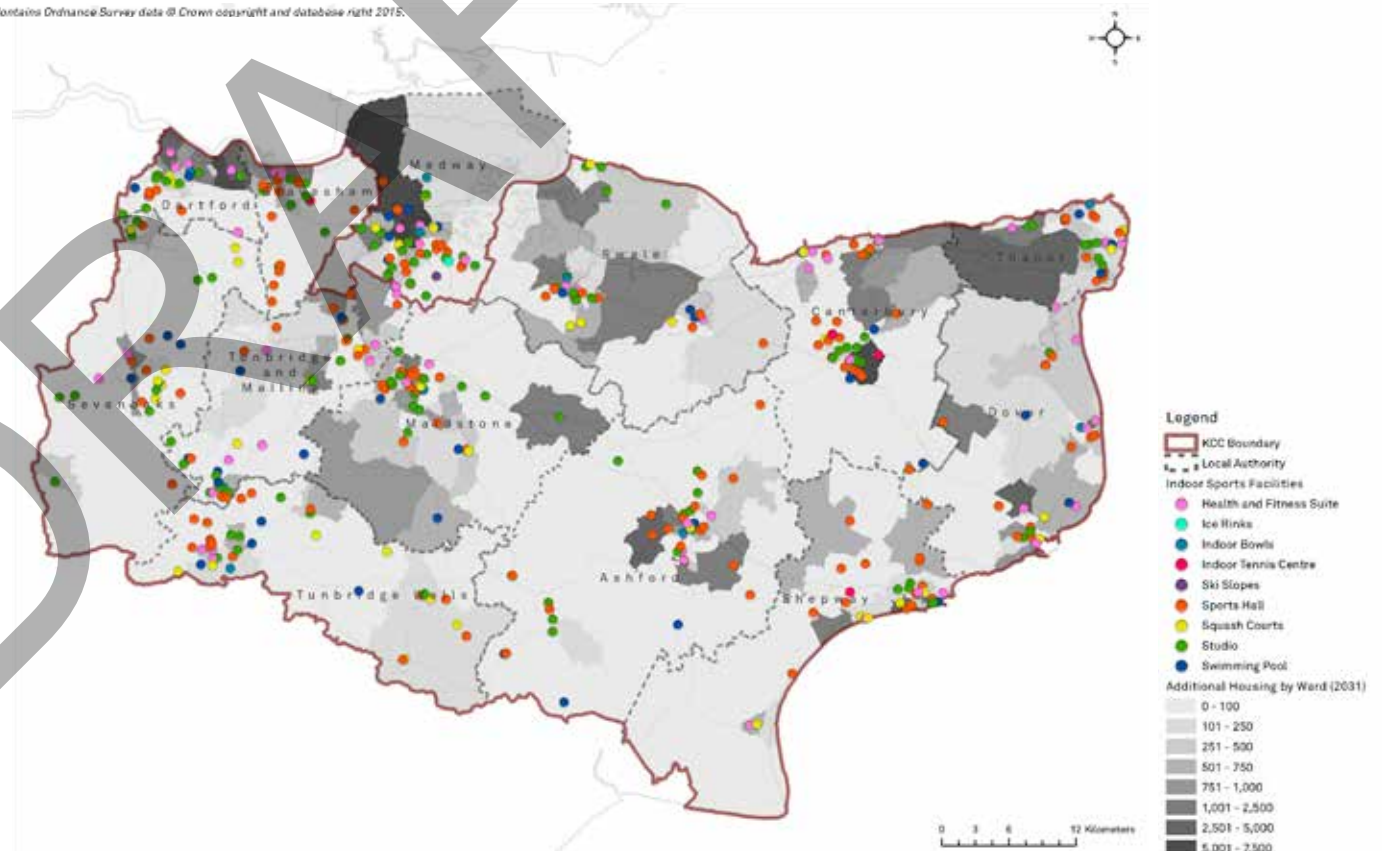 ontains Ordnance Survey data © Crown copyright and database right 2015.
N
W
E
S
DRAF
Medway
Gravesham
Dartford
Swale
Thanet
Canterbury
Tonbridge
and
Malling
Sevenoaks
Maidstone
Dover
Ashford
Shepway
Tunbridge Wells
0 3 6 12 Kilometers
Legend
KCC Boundary
Local Authority
Indoor Sports Facilities
Health and Fitness Suite
Ice Rinks
Indoor Bowls
Indoor Tennis Centre
Ski Slopes
Sports Hall
Squash Courts
Studio
Swimming Pool
Additional Housing by Ward (2031)
0 - 100
101 - 250
251 - 500
501 - 750
751 - 1,000
1,001 - 2,500
2,501 - 5,000
5,001 - 7,500